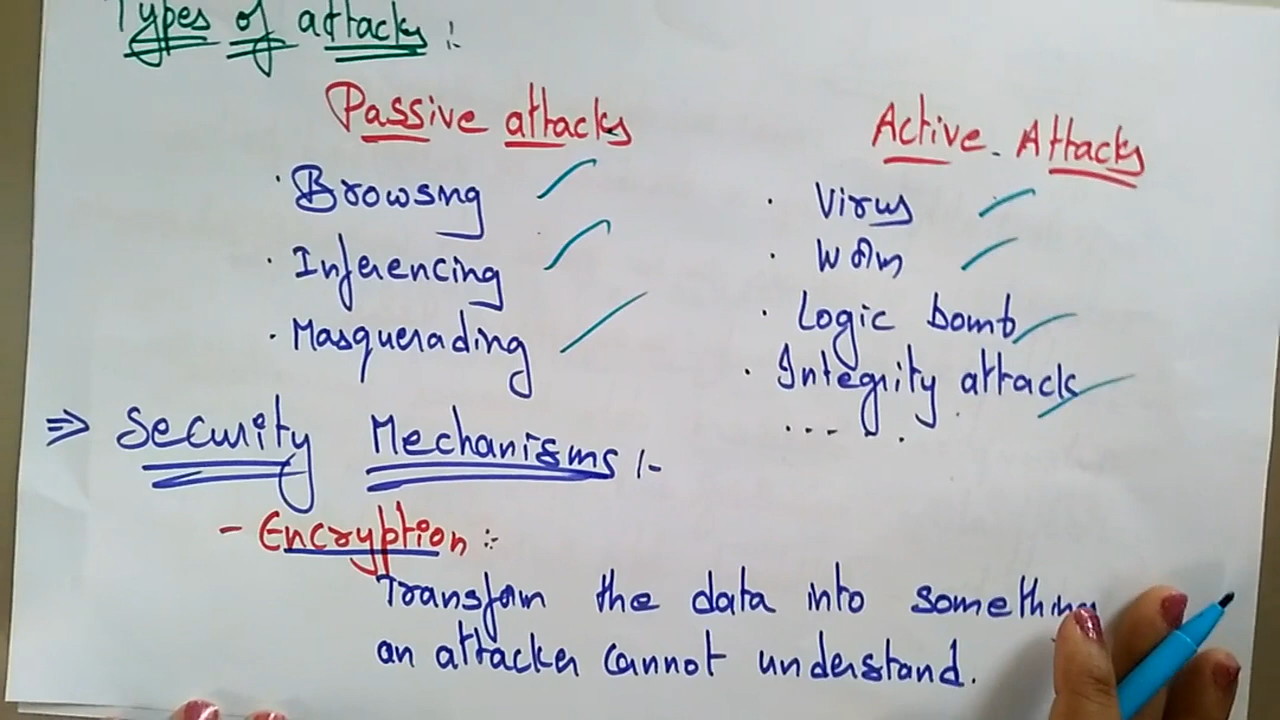 Types of attacks :-
Passive attacks
· Browsing
· Inferencing
· Masquerading
Active Attacks
· Virus
· Worm
· Logic bomb
· Integrity attack
.....
⇒ Security Mechanisms :-
- Encryption :-
Transform the data into something
an attacker cannot understand.